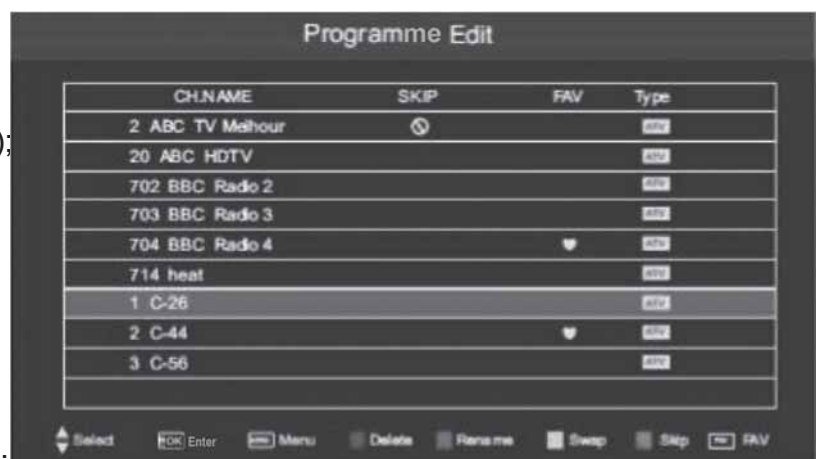 Programme Edit
CH.NAME SKIP FAV Type
2 ABC TV Melhour ATV
);
20 ABC HDTV ATV
702 BBC Radio 2 ATV
703 BBC Radio 3 ATV
704 BBC Radio 4 ATV
714 heat ATV
1 C-26 ATV
2 C-44 ATV
3 C-56 ATV
Select OK Enter Menu Delete Rename Swap Skip FAV
.